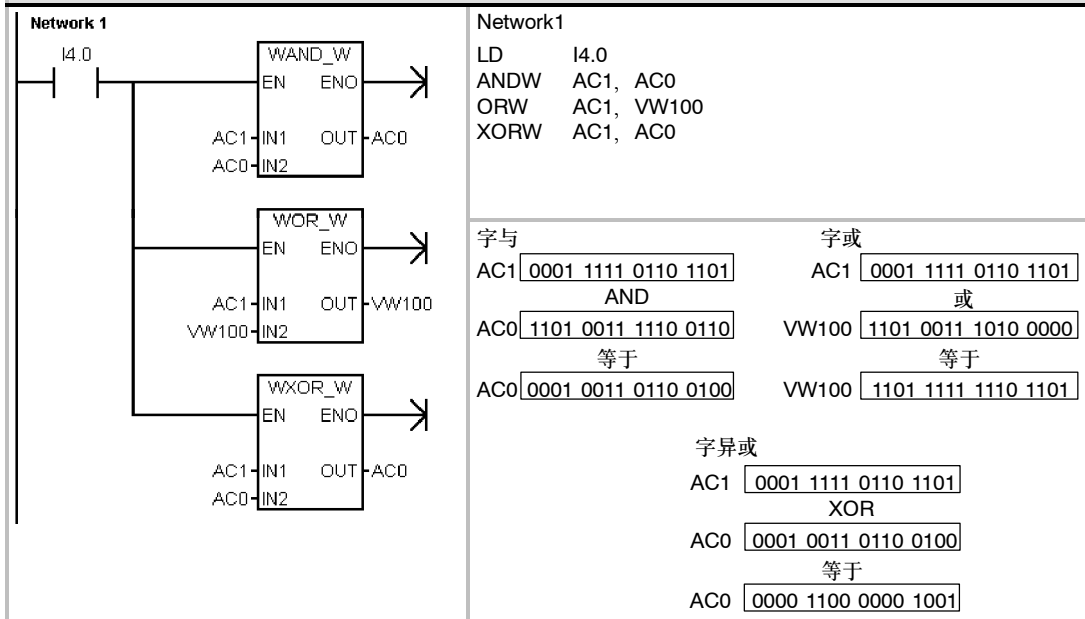 Network 1
I4.0
WAND_W
EN ENO
AC1 IN1 OUT AC0
AC0 IN2
WOR_W
EN ENO
AC1 IN1 OUT VW100
VW100 IN2
WXOR_W
EN ENO
AC1 IN1 OUT AC0
AC0 IN2
Network1
LD I4.0
ANDW AC1, AC0
ORW AC1, VW100
XORW AC1, AC0
字与
AC1 0001 1111 0110 1101
AND
AC0 1101 0011 1110 0110
等于
AC0 0001 0011 0110 0100
字或
AC1 0001 1111 0110 1101
或
VW100 1101 0011 1010 0000
等于
VW100 1101 1111 1110 1101
字异或
AC1 0001 1111 0110 1101
XOR
AC0 0001 0011 0110 0100
等于
AC0 0000 1100 0000 1001